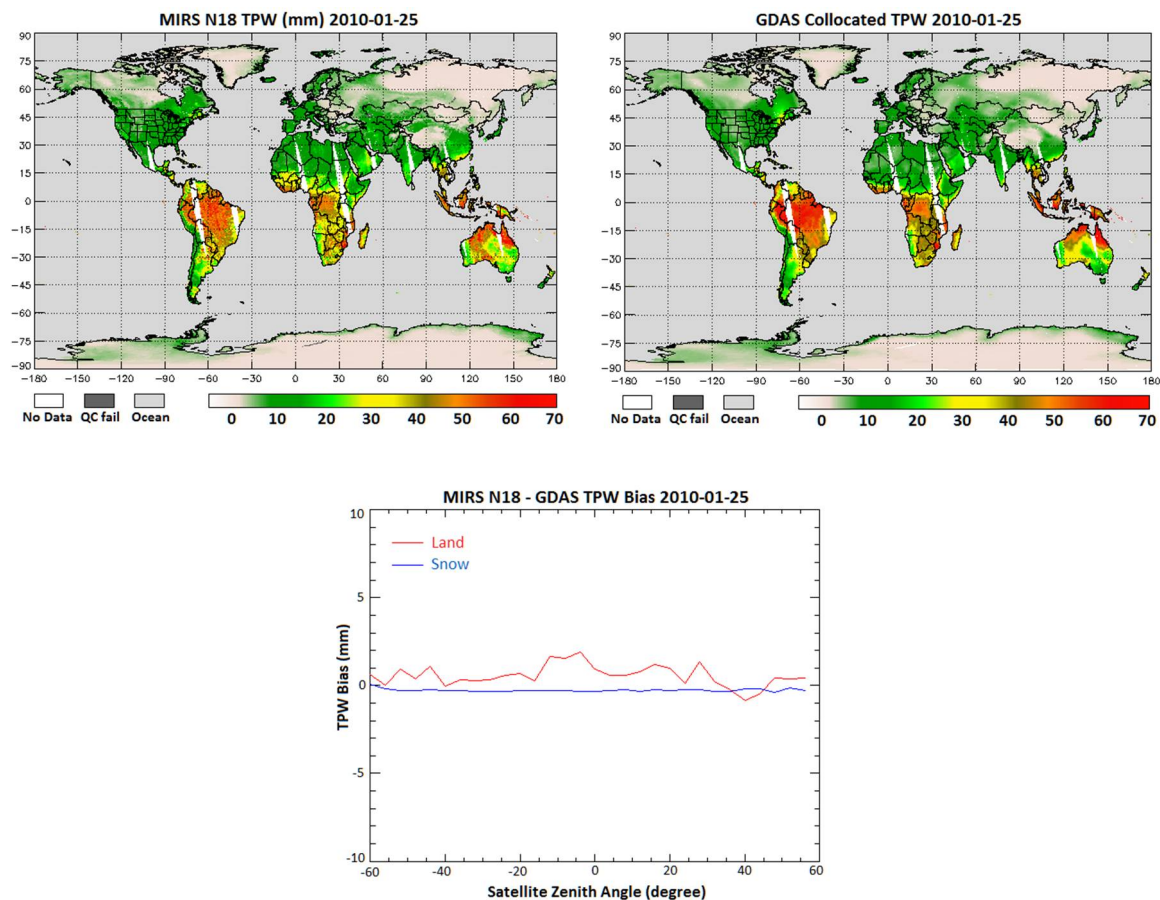 MIRS N18 TPW (mm) 2010-01-25
90
75
60
45
30
15
0
-15
-30
-45
-60
-75
-90
-180 -150 -120 -90 -60 -30 0 30 60 90 120 150 180
No Data QC fail Ocean
0 10 20 30 40 50 60 70
GDAS Collocated TPW 2010-01-25
90
75
60
45
30
15
0
-15
-30
-45
-60
-75
-90
-180 -150 -120 -90 -60 -30 0 30 60 90 120 150 180
No Data QC fail Ocean
0 10 20 30 40 50 60 70
MIRS N18 - GDAS TPW Bias 2010-01-25
TPW Bias (mm)
10
5
0
-5
-10
Land
Snow
-60 -40 -20 0 20 40 60
Satellite Zenith Angle (degree)